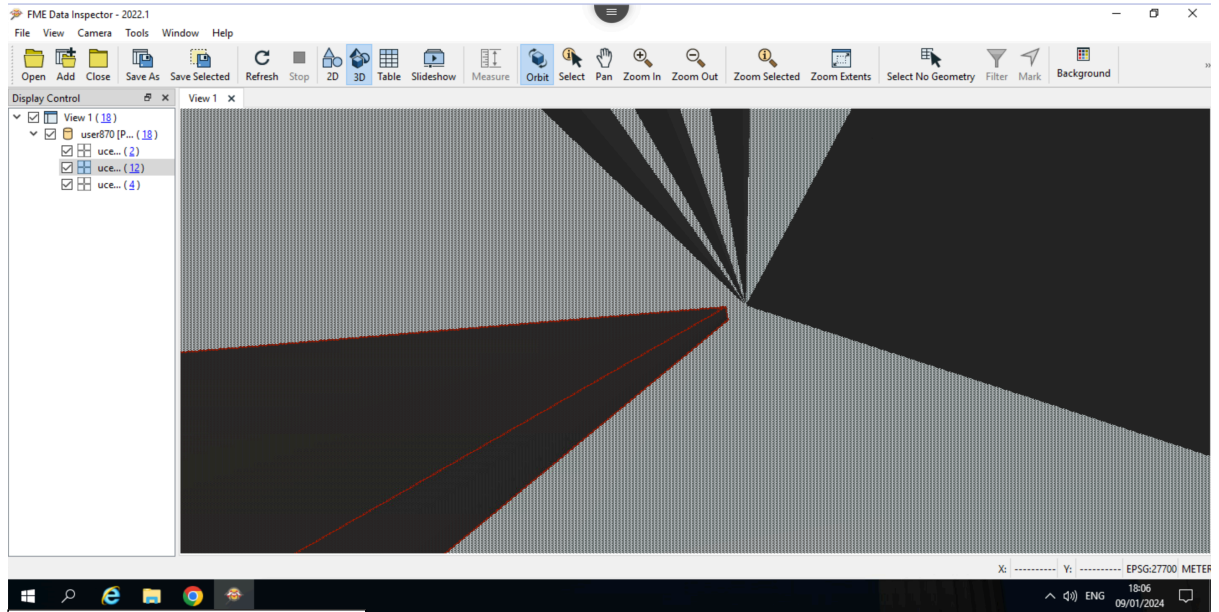 FME Data Inspector - 2022.1
File View Camera Tools Window Help
Open Add Close Save As Save Selected Refresh Stop 2D 3D Table Slideshow Measure Orbit Select Pan Zoom In Zoom Out Zoom Selected Zoom Extents Select No Geometry Filter Mark Background
Display Control View 1
View 1 (18)
user870 [P... (18)
uce... (2)
uce... (12)
uce... (4)
X: ---------- Y: ---------- EPSG:27700 METER
ENG
18:06
09/01/2024